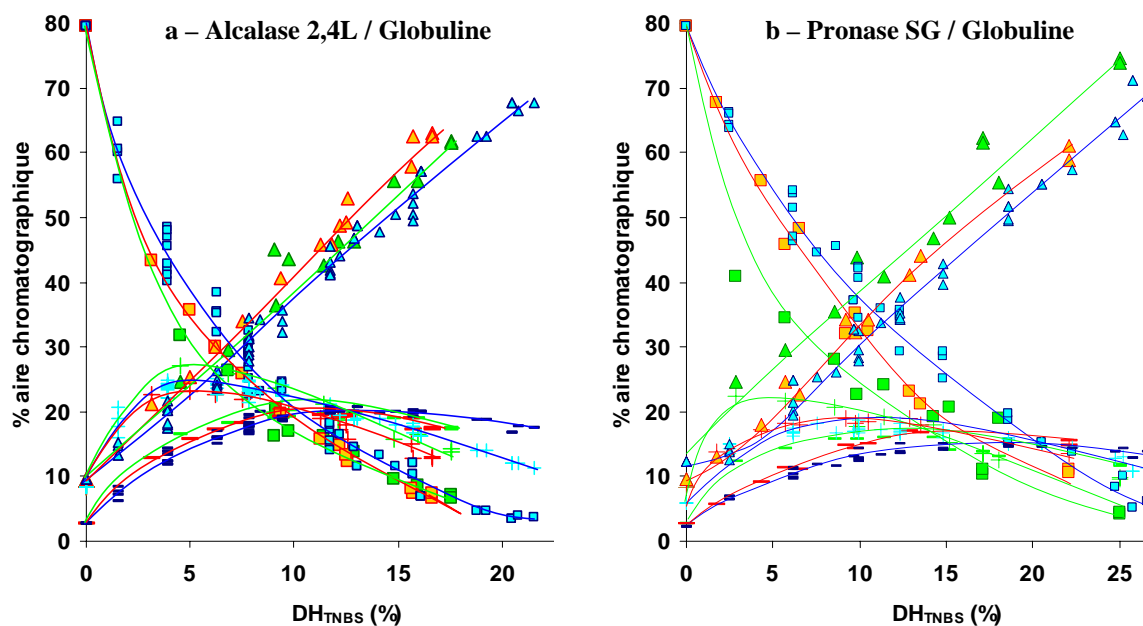 a – Alcalase 2,4L / Globuline
% aire chromatographique
80
70
60
50
40
30
20
10
0
0 5 10 15 20
DHTNBS (%)
b – Pronase SG / Globuline
% aire chromatographique
80
70
60
50
40
30
20
10
0
0 5 10 15 20 25
DHTNBS (%)